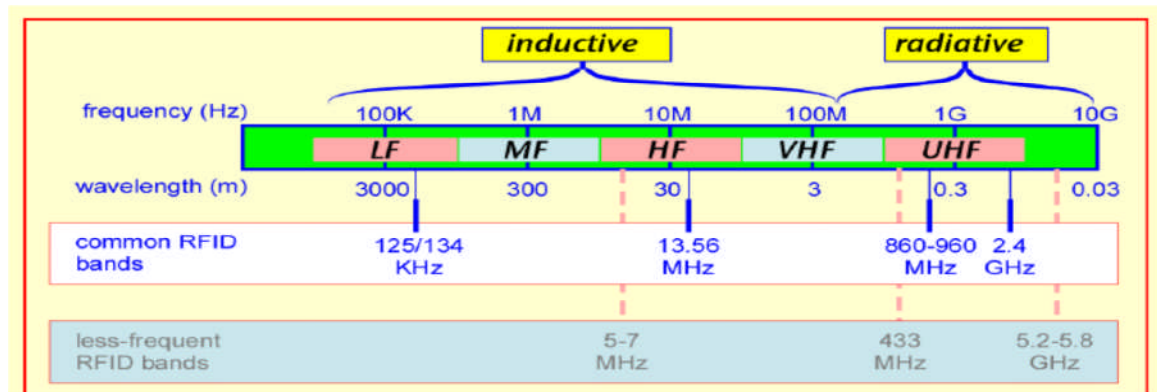 inductive radiative
frequency (Hz) 100K 1M 10M 100M 1G 10G
LF MF HF VHF UHF
wavelength (m) 3000 300 30 3 0.3 0.03
common RFID 125/134 13.56 860-960 2.4
bands KHz MHz MHz GHz
less-frequent 5-7 433 5.2-5.8
RFID bands MHz MHz GHz